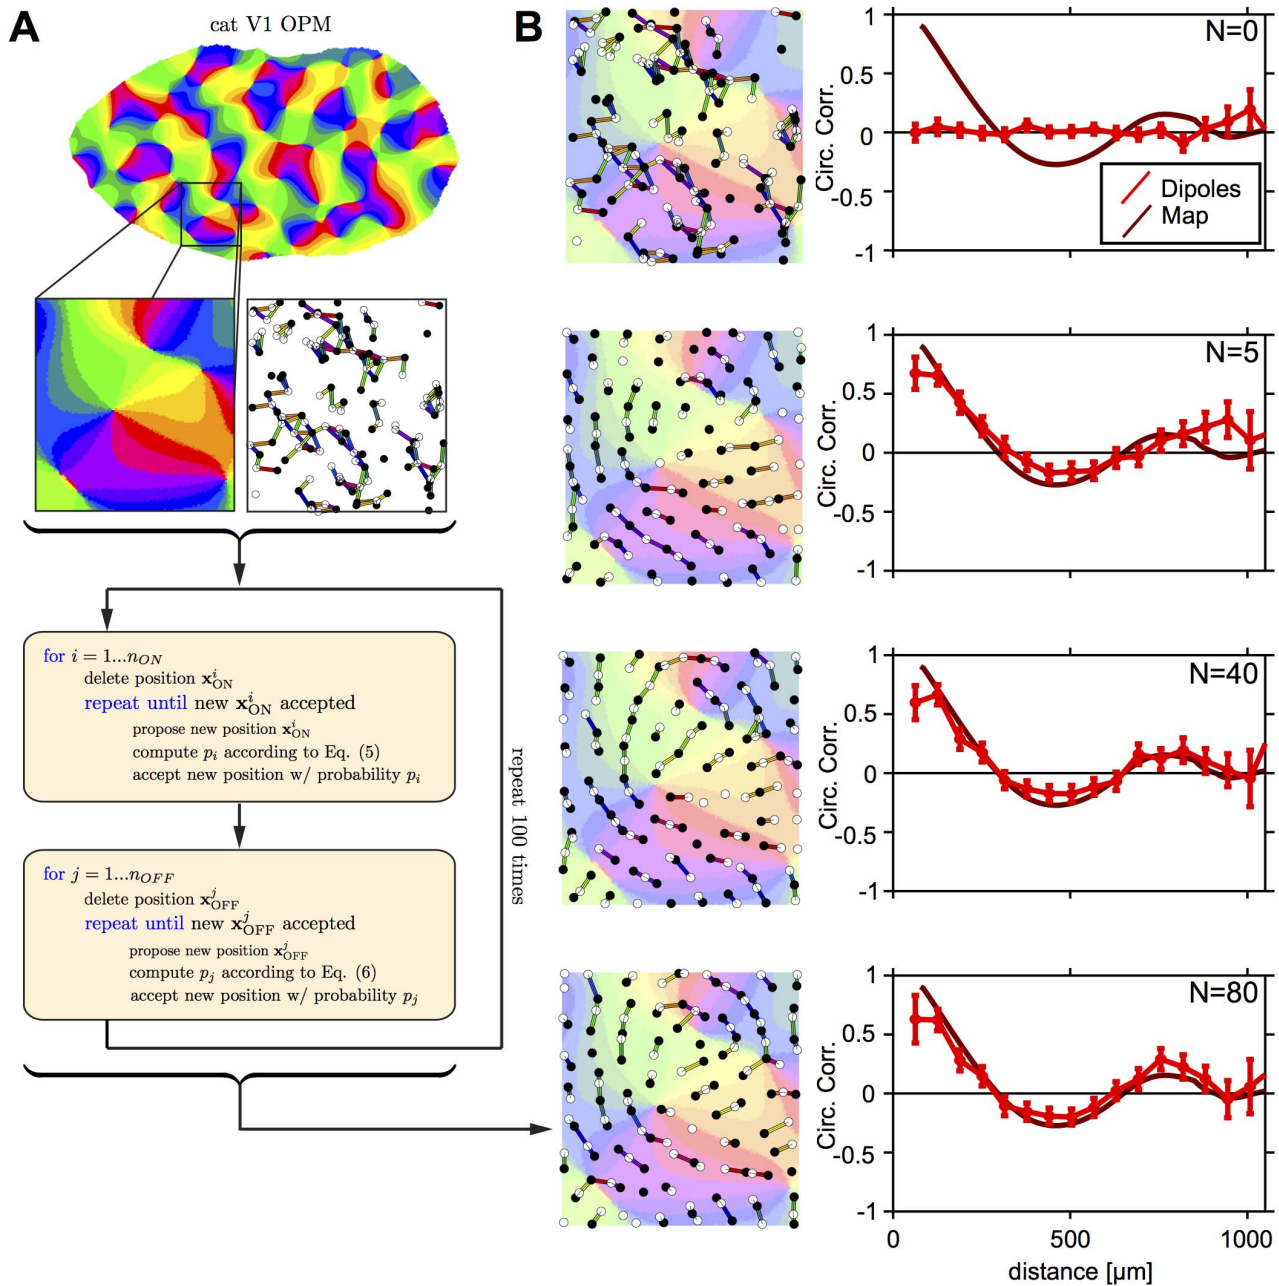 A
cat V1 OPM
for i = 1...n_ON
delete position x^i_ON
repeat until new x^i_ON accepted
propose new position x^i_ON
compute p_i according to Eq. (5)
accept new position w/ probability p_i
for j = 1...n_OFF
delete position x^j_OFF
repeat until new x^j_OFF accepted
propose new position x^j_OFF
compute p_j according to Eq. (6)
accept new position w/ probability p_j
repeat 100 times
B
N=0
1
0.5
0
-0.5
-1
Circ. Corr.
Dipoles
Map
N=5
1
0.5
0
-0.5
-1
Circ. Corr.
N=40
1
0.5
0
-0.5
-1
Circ. Corr.
N=80
1
0.5
0
-0.5
-1
Circ. Corr.
0 500 1000
distance [µm]